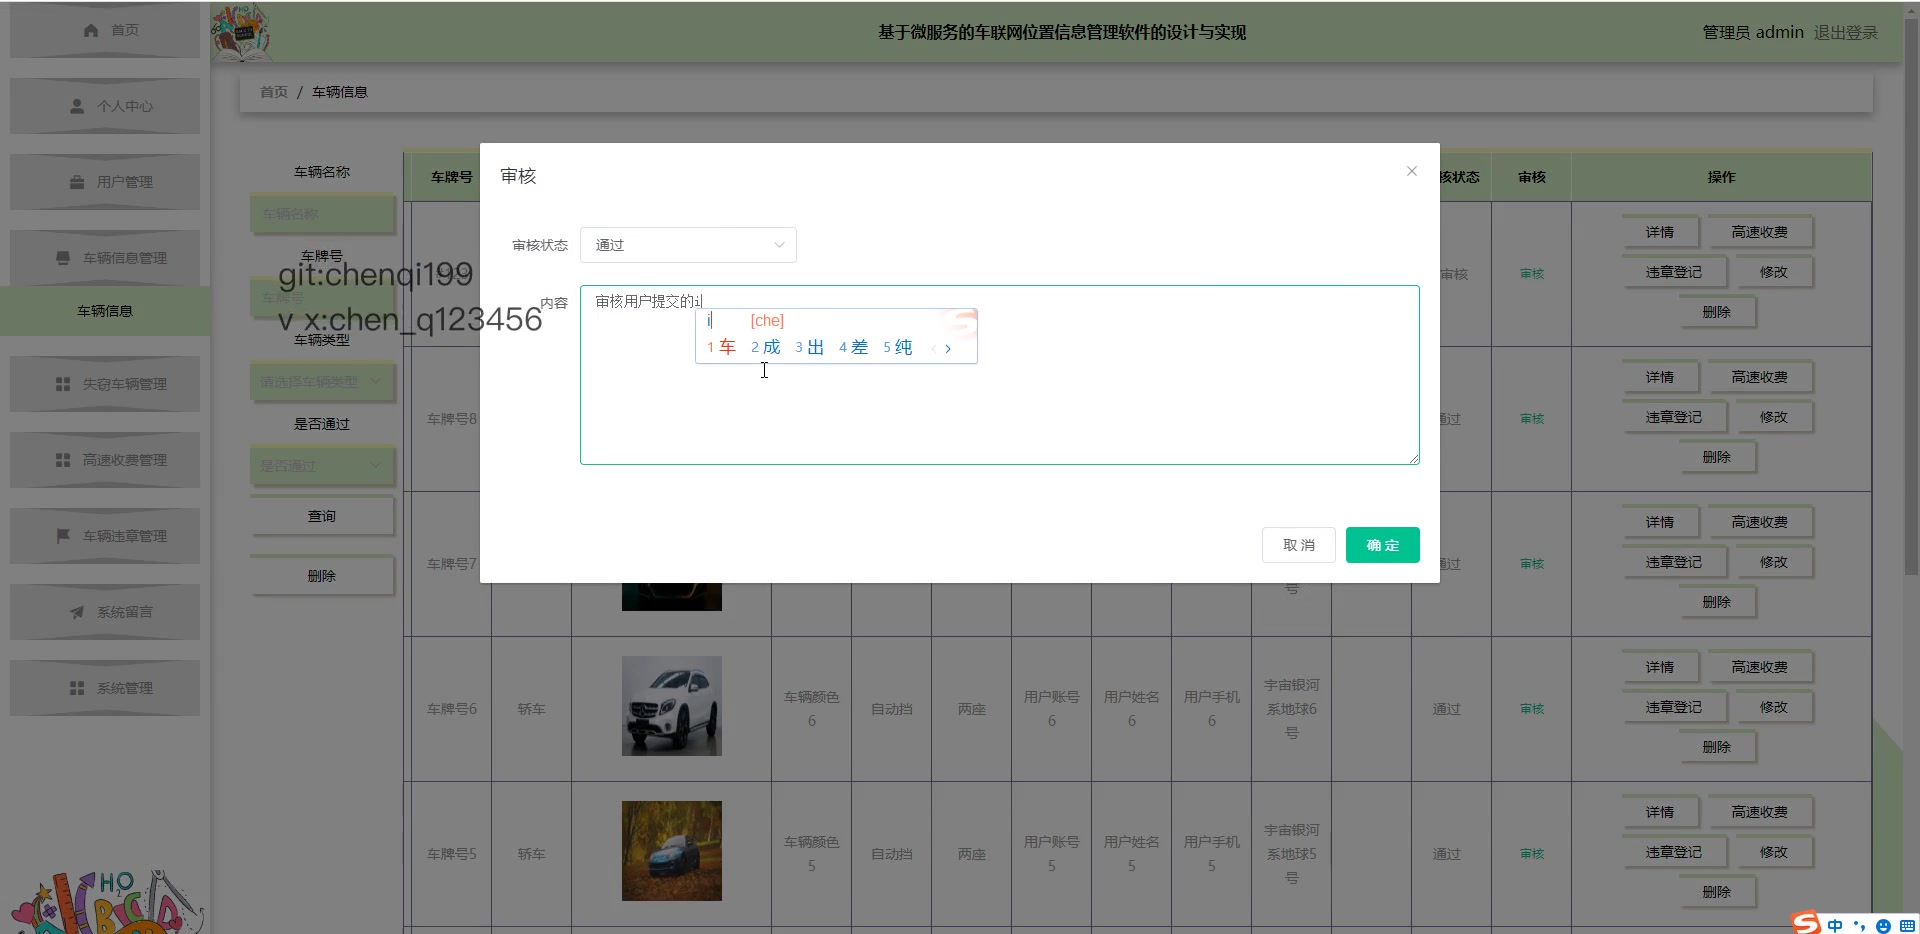 首页
基于微服务的车联网位置信息管理软件的设计与实现
管理员 admin 退出登录
个人中心
用户管理
车辆信息管理
车辆信息
失窃车辆管理
高速收费管理
车辆违章管理
系统留言
系统管理
首页 / 车辆信息
车辆名称
车辆名称
车牌号
车牌号
车辆类型
请选择车辆类型
是否通过
是否通过
查询
删除
git:chenqi199
v x:chen_q123456
审核
审核状态
通过
内容
审核用户提交的i
i [che]
1 车 2 成 3 出 4 差 5 纯
取消 确定
车牌号 核状态 审核 操作
审核 审核
详情 高速收费
违章登记 修改
删除
车牌号8 通过 审核
详情 高速收费
违章登记 修改
删除
车牌号7 号 通过 审核
详情 高速收费
违章登记 修改
删除
车牌号6 轿车 车辆颜色6 自动挡 两座 用户账号6 用户姓名6 用户手机6 宇宙银河系地球6号 通过 审核
详情 高速收费
违章登记 修改
删除
车牌号5 轿车 车辆颜色5 自动挡 两座 用户账号5 用户姓名5 用户手机5 宇宙银河系地球5号 通过 审核
详情 高速收费
违章登记 修改
删除
中